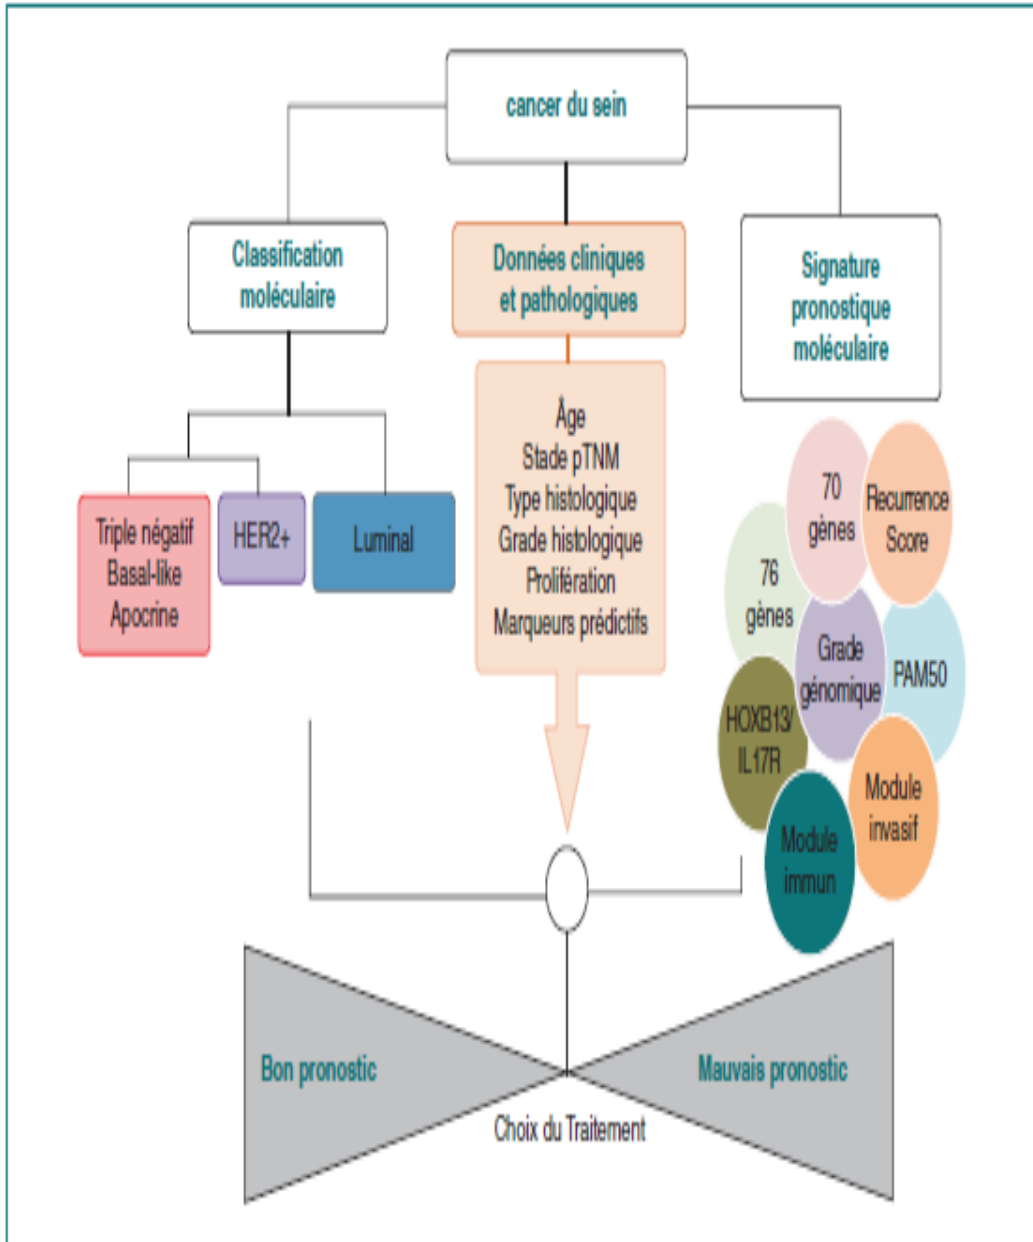 cancer du sein
Classification
moléculaire
Données cliniques
et pathologiques
Signature
pronostique
moléculaire
Triple négatif
Basal-like
Apocrine
HER2+
Luminal
Âge
Stade pTNM
Type histologique
Grade histologique
Prolifération
Marqueurs prédictifs
70
gènes
Recurrence
Score
76
gènes
Grade
génomique
PAM50
HOXB13/
IL17R
Module
invasif
Module
immun
Bon pronostic
Mauvais pronostic
Choix du Traitement